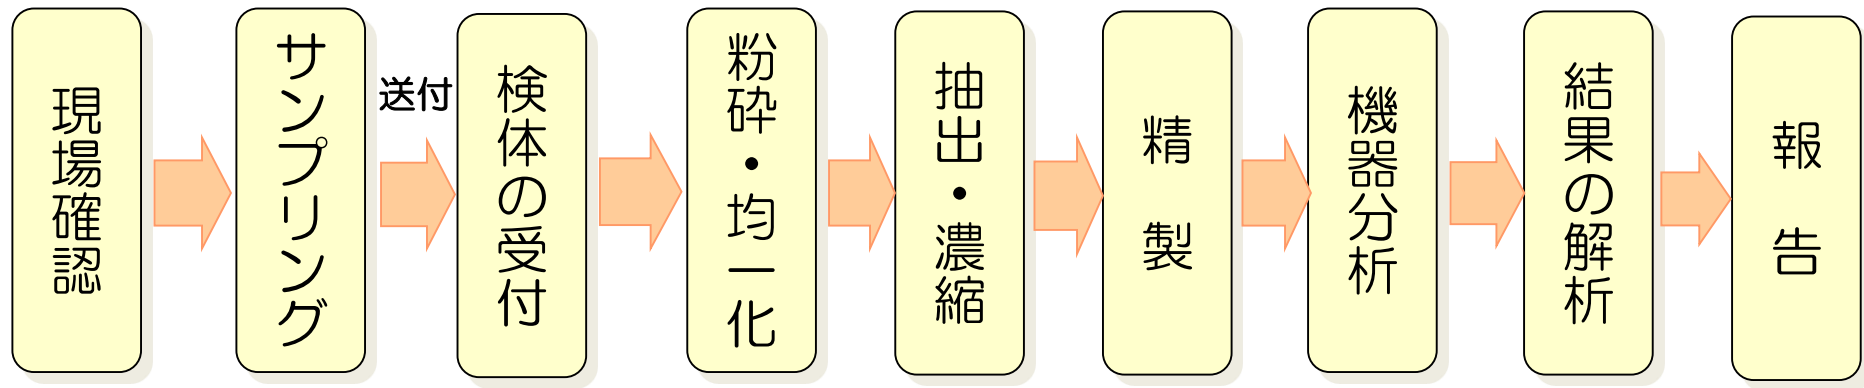 現場確認
サンプリング
送付
検体の受付
粉砕・均一化
抽出・濃縮
精製
機器分析
結果の解析
報告